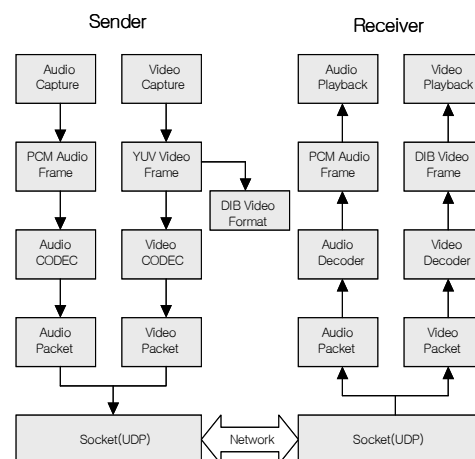 Sender
Receiver
Audio
Capture
Video
Capture
Audio
Playback
Video
Playback
PCM Audio
Frame
YUV Video
Frame
PCM Audio
Frame
DIB Video
Frame
DIB Video
Format
Audio
CODEC
Video
CODEC
Audio
Decoder
Video
Decoder
Audio
Packet
Video
Packet
Audio
Packet
Video
Packet
Socket(UDP)
Network
Socket(UDP)